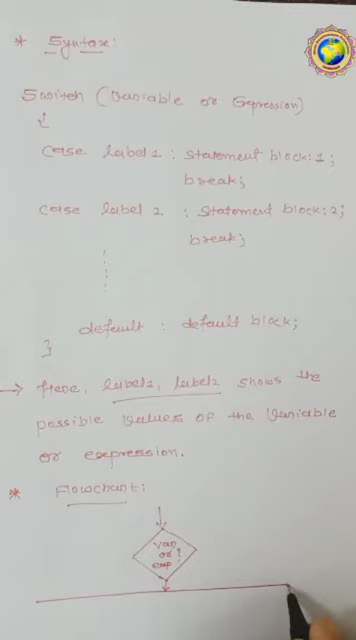 * Syntax:
Switch (Variable or Expression)
{
case label 1 : statement block: 1;
break;
case label 2 : statement block: 2;
break;
default : default block;
}
→ Here, label1, label2 shows the
possible Values of the Variable
or expression.
* Flowchart:
Var
or ?
exp